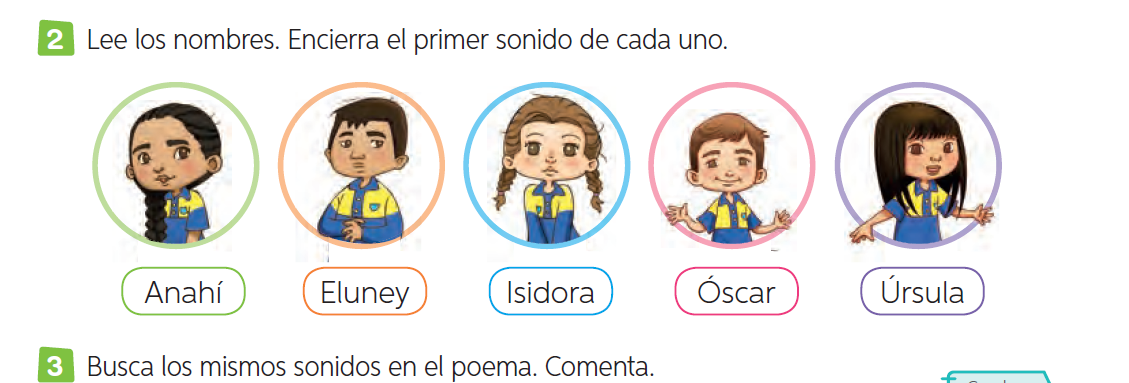 2 Lee los nombres. Encierra el primer sonido de cada uno.
Anahí Eluney Isidora Óscar Úrsula
3 Busca los mismos sonidos en el poema. Comenta.